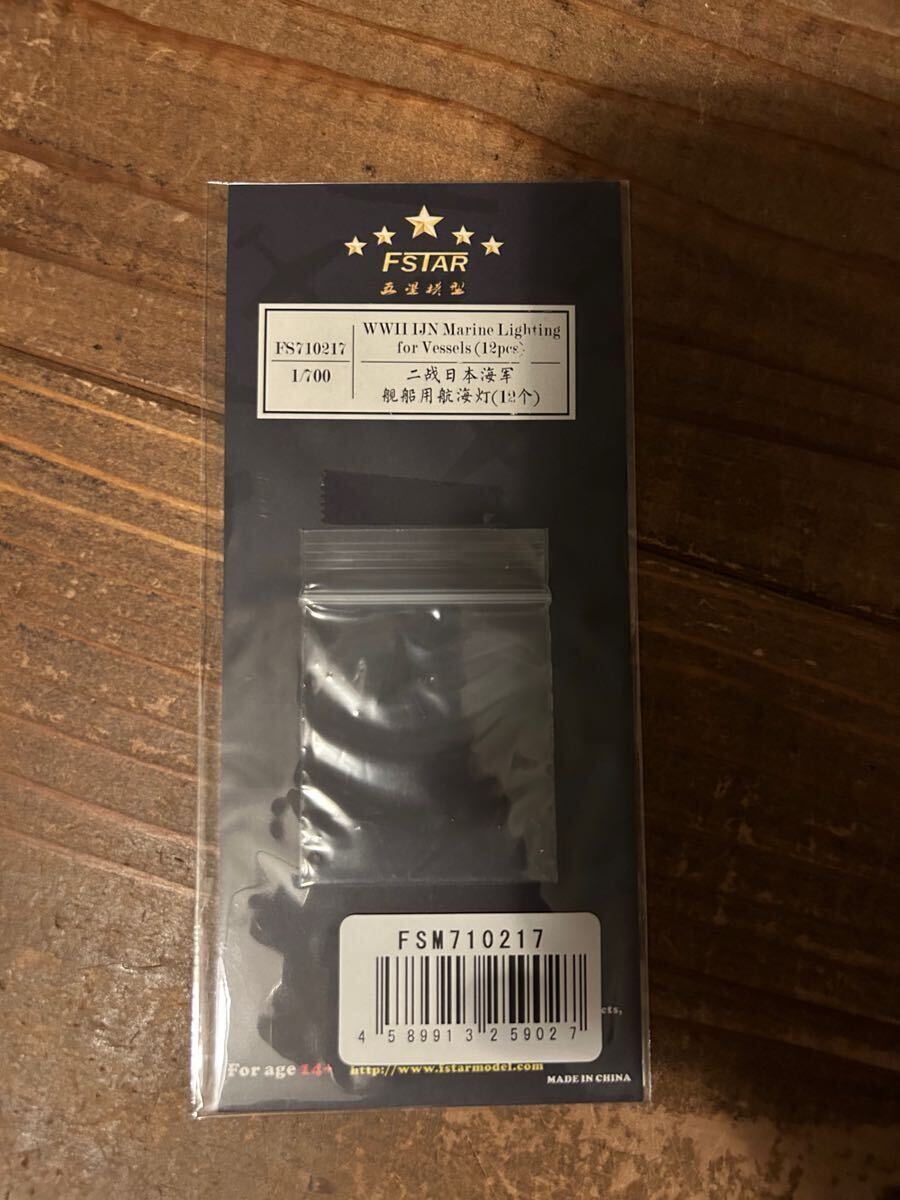 FSTAR
五星模型
FS710217
1/700
WWII IJN Marine Lighting
for Vessels (12pcs)
二战日本海军
舰船用航海灯(12个)
FSM710217
4 589913 259027
cts,
For age 14+
http://www.fstarmodel.com
MADE IN CHINA